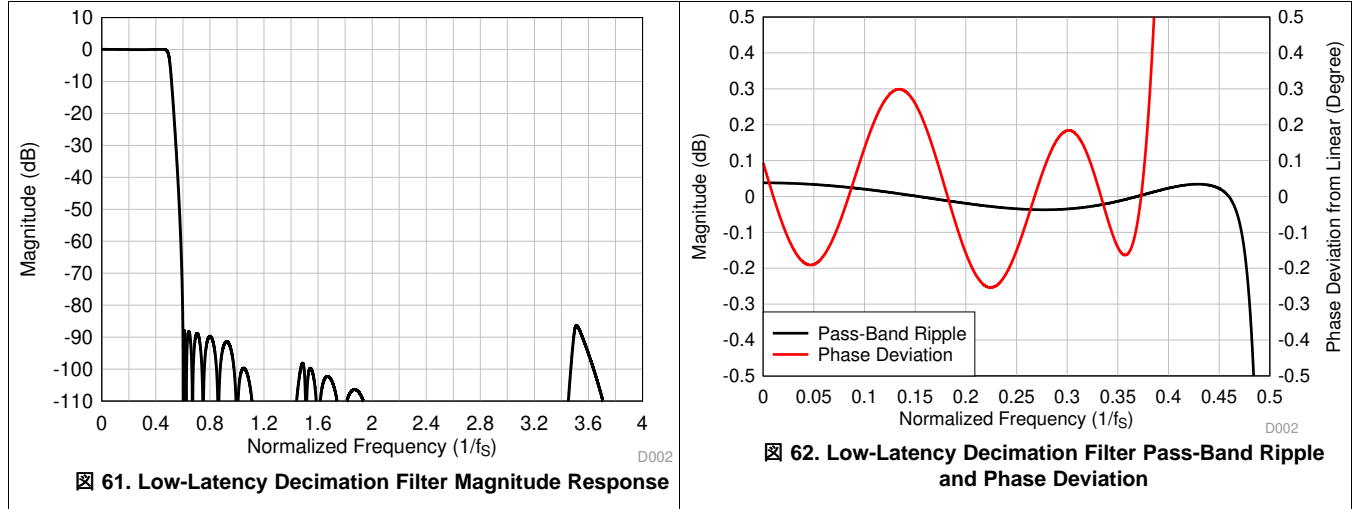 10
0
-10
-20
-30
-40
-50
-60
-70
-80
-90
-100
-110
Magnitude (dB)
0 0.4 0.8 1.2 1.6 2 2.4 2.8 3.2 3.6 4
Normalized Frequency (1/fS)
D002
図 61. Low-Latency Decimation Filter Magnitude Response
0.5
0.4
0.3
0.2
0.1
0
-0.1
-0.2
-0.3
-0.4
-0.5
Magnitude (dB)
Pass-Band Ripple
Phase Deviation
0.5
0.4
0.3
0.2
0.1
0
-0.1
-0.2
-0.3
-0.4
-0.5
Phase Deviation from Linear (Degree)
0 0.05 0.1 0.15 0.2 0.25 0.3 0.35 0.4 0.45 0.5
Normalized Frequency (1/fS)
D002
図 62. Low-Latency Decimation Filter Pass-Band Ripple
and Phase Deviation